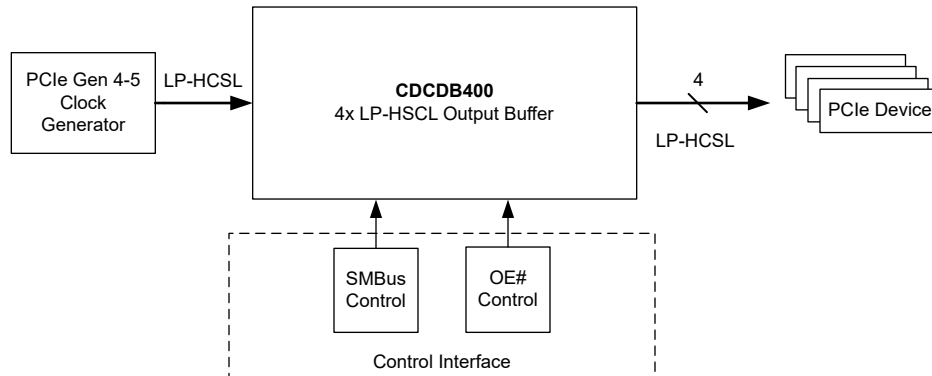 PCIe Gen 4-5
Clock
Generator
LP-HCSL
CDCDB400
4x LP-HSCL Output Buffer
4
LP-HCSL
PCIe Device
SMBus
Control
OE#
Control
Control Interface